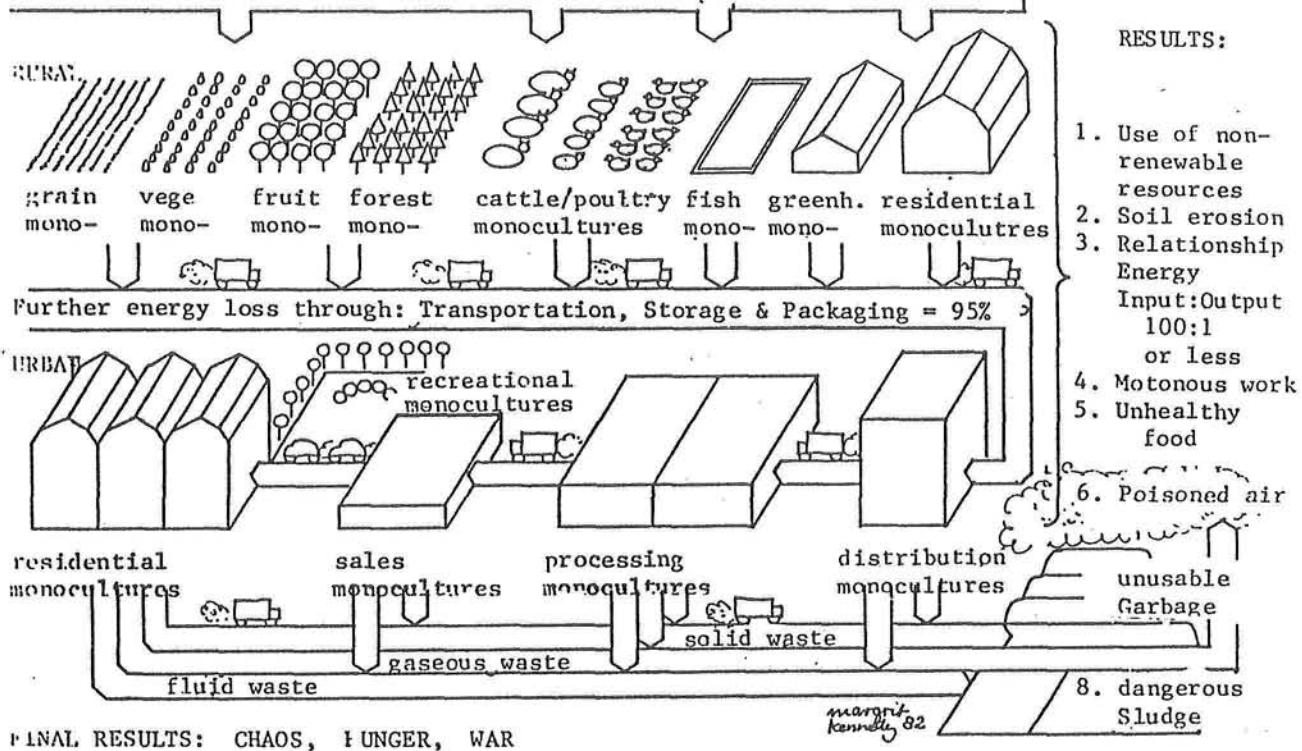 RURAL
RESULTS:
grain mono-
vege mono-
fruit mono-
forest mono-
cattle/poultry monocultures
fish mono-
greenh. mono-
residential monoculutres
1. Use of non-
renewable
resources
2. Soil erosion
3. Relationship
Energy
Input:Output
100:1
or less
4. Motonous work
5. Unhealthy
food
6. Poisoned air
unusable
Garbage
8. dangerous
Sludge
Further energy loss through: Transportation, Storage & Packaging = 95%
URBAN
recreational
monocultures
residential
monocultures
sales
monocultures
processing
monocultures
distribution
monocultures
solid waste
gaseous waste
fluid waste
margrit
Kennedy 82
FINAL RESULTS: CHAOS, HUNGER, WAR